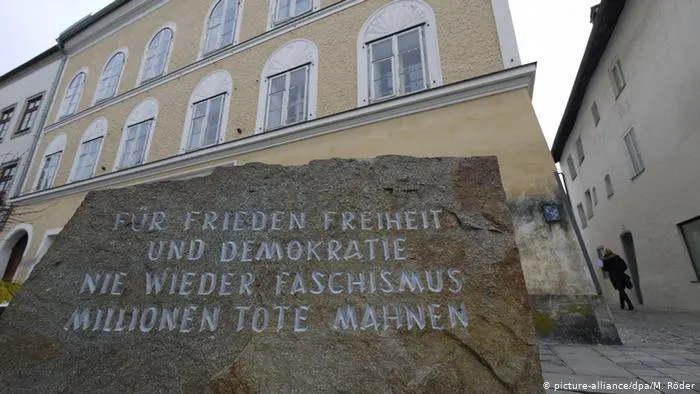 FÜR FRIEDEN FREIHEIT
UND DEMOKRATIE
NIE WIEDER FASCHISMUS
MILLIONEN TOTE MAHNEN
© picture-alliance/dpa/M. Röder